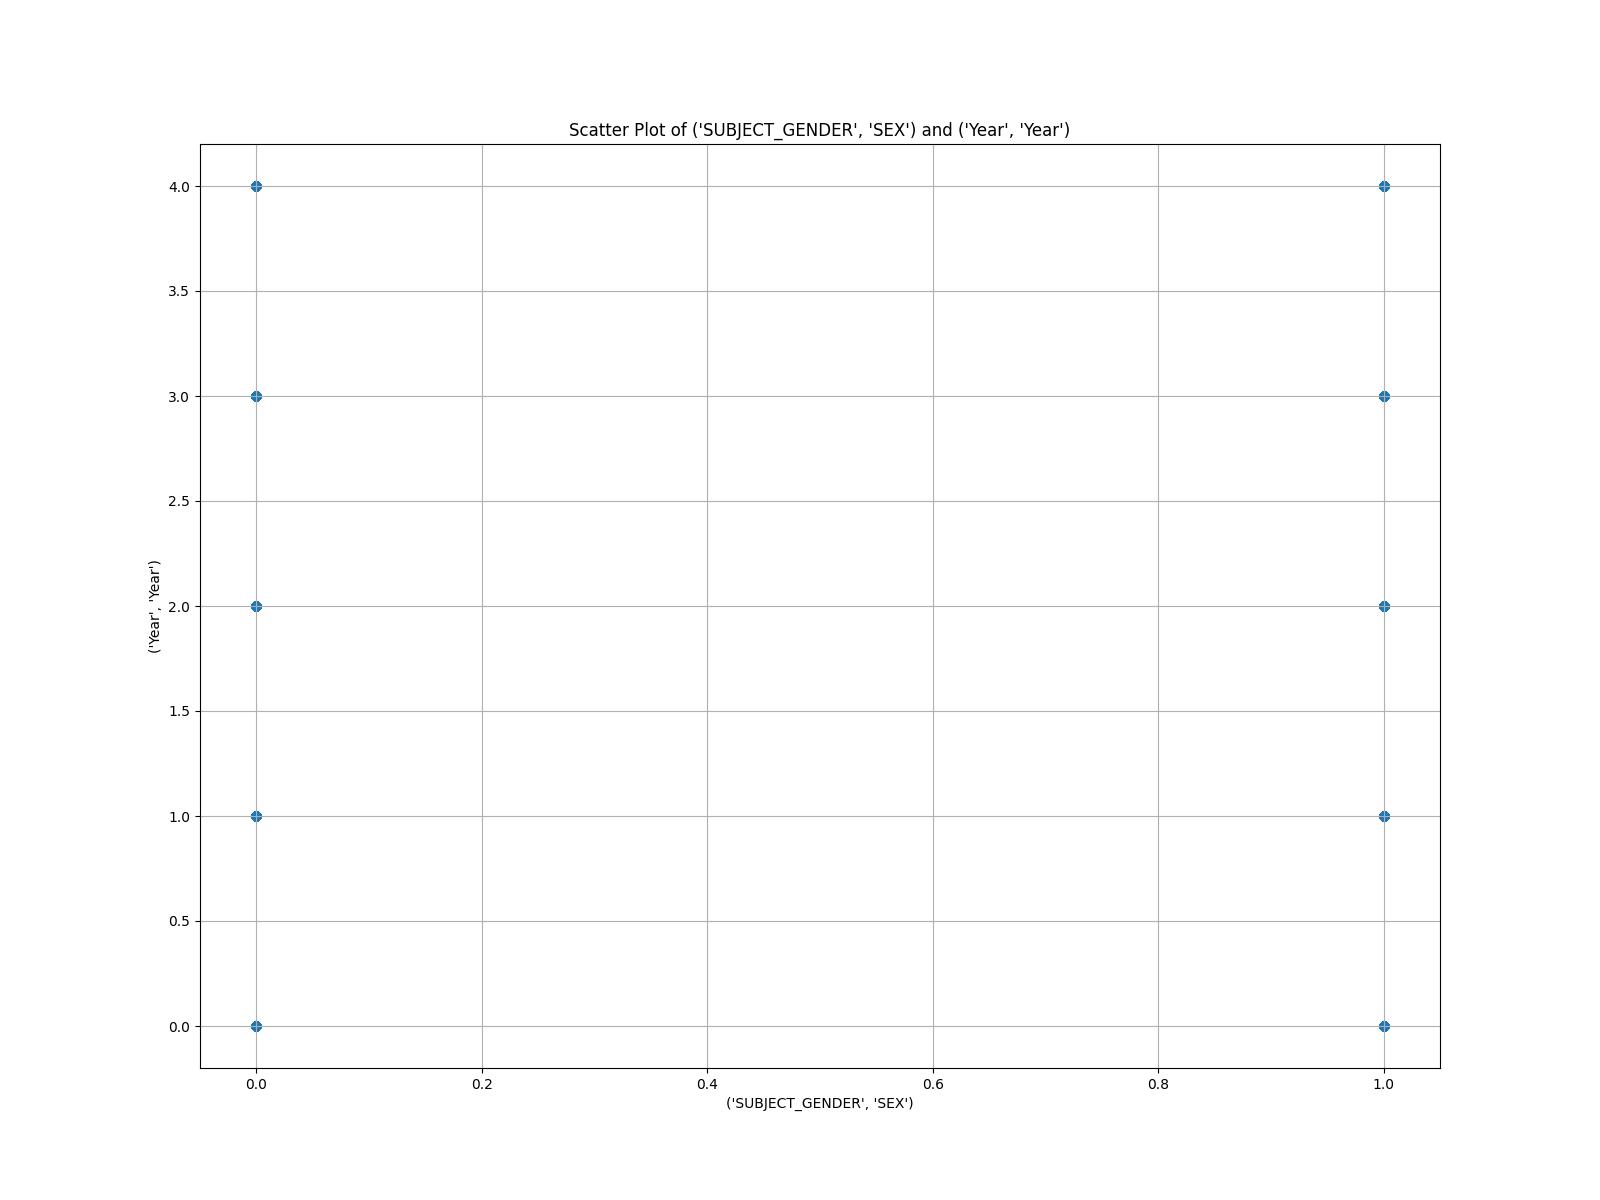 Scatter Plot of ('SUBJECT_GENDER', 'SEX') and ('Year', 'Year')
4.0
3.5
3.0
2.5
2.0
1.5
1.0
0.5
0.0
('Year', 'Year')
0.0 0.2 0.4 0.6 0.8 1.0
('SUBJECT_GENDER', 'SEX')